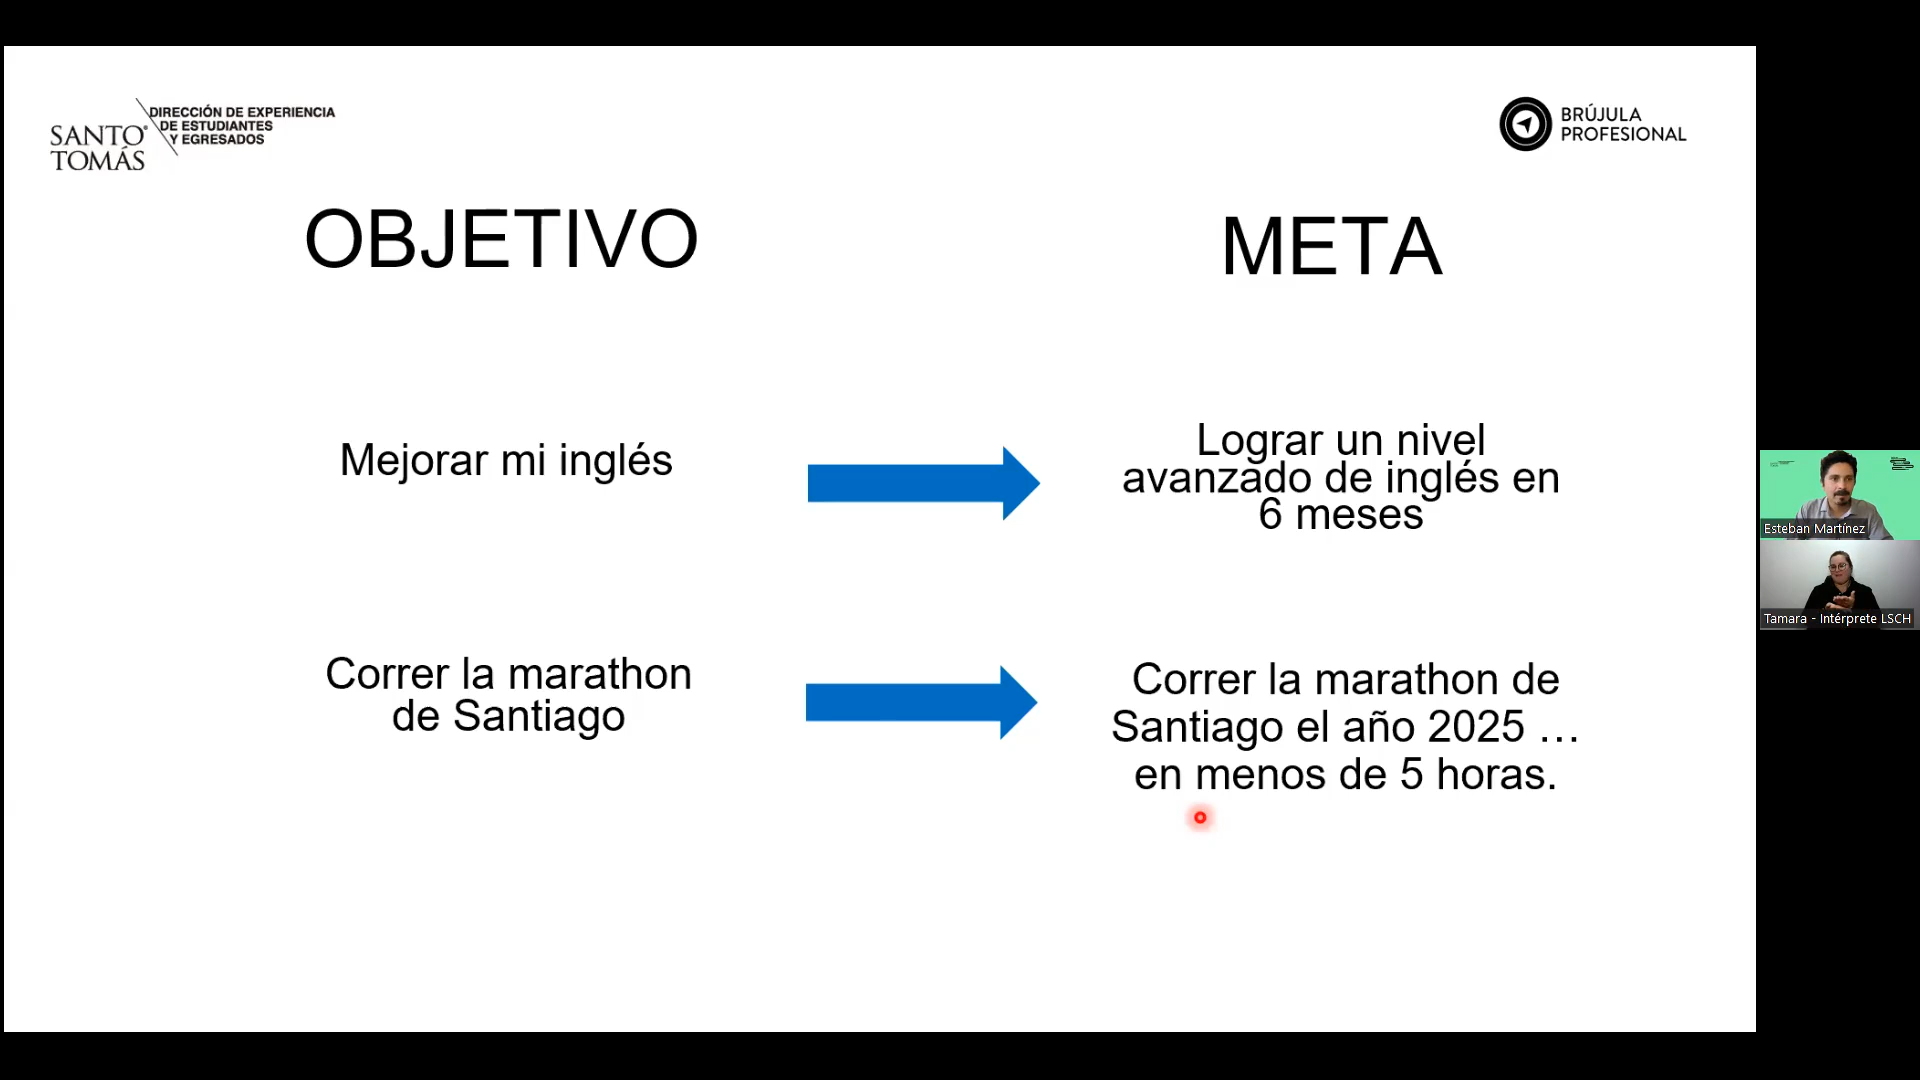 SANTO
TOMÁS
DIRECCIÓN DE EXPERIENCIA
DE ESTUDIANTES
Y EGRESADOS
BRÚJULA
PROFESIONAL
OBJETIVO
META
Mejorar mi inglés
Lograr un nivel
avanzado de inglés en
6 meses
Correr la marathon
de Santiago
Correr la marathon de
Santiago el año 2025 …
en menos de 5 horas.
Esteban Martínez
Tamara - Intérprete LSCH